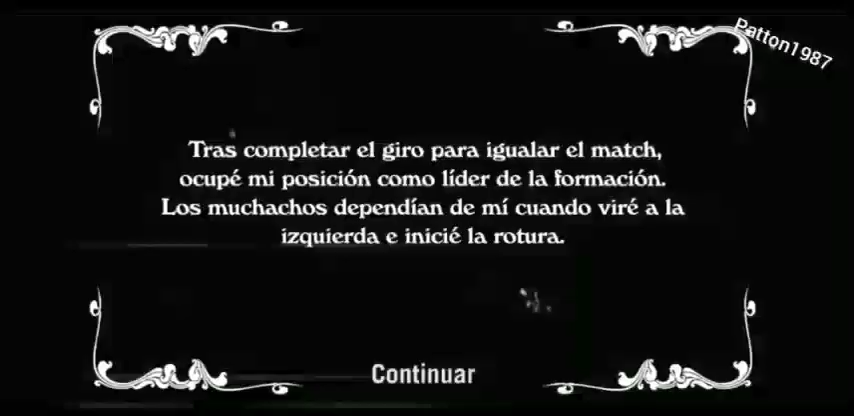 Patton1987
Tras completar el giro para igualar el match,
ocupé mi posición como líder de la formación.
Los muchachos dependían de mí cuando viré a la
izquierda e inicié la rotura.
Continuar